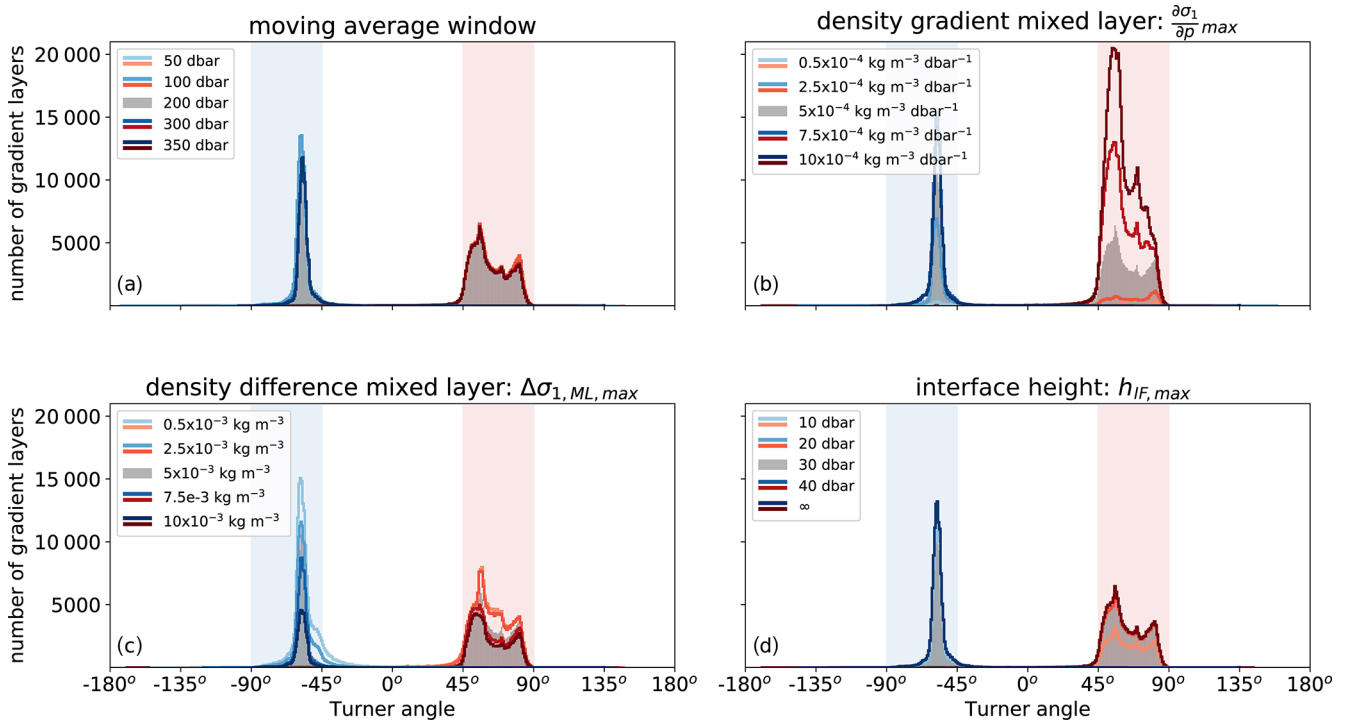 moving average window
number of gradient layers
20 000
15 000
10 000
5000
50 dbar
100 dbar
200 dbar
300 dbar
350 dbar
(a)
density gradient mixed layer: ∂σ₁/∂p max
0.5x10⁻⁴ kg m⁻³ dbar⁻¹
2.5x10⁻⁴ kg m⁻³ dbar⁻¹
5x10⁻⁴ kg m⁻³ dbar⁻¹
7.5x10⁻⁴ kg m⁻³ dbar⁻¹
10x10⁻⁴ kg m⁻³ dbar⁻¹
(b)
density difference mixed layer: Δσ₁,ML,max
number of gradient layers
20 000
15 000
10 000
5000
0.5x10⁻³ kg m⁻³
2.5x10⁻³ kg m⁻³
5x10⁻³ kg m⁻³
7.5e-3 kg m⁻³
10x10⁻³ kg m⁻³
(c)
-180° -135° -90° -45° 0° 45° 90° 135° 180°
Turner angle
interface height: h_IF,max
10 dbar
20 dbar
30 dbar
40 dbar
∞
(d)
-180° -135° -90° -45° 0° 45° 90° 135° 180°
Turner angle